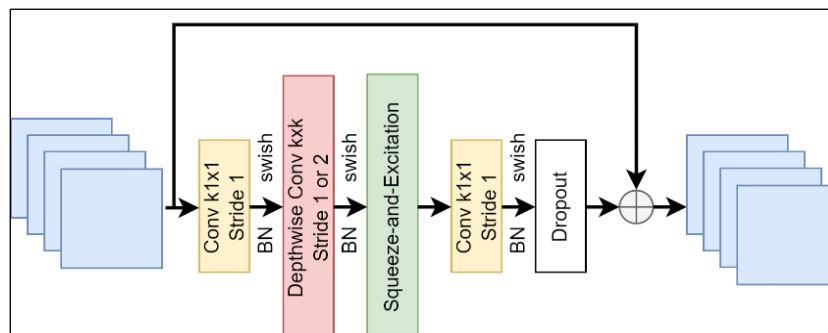 Conv k1x1
Stride 1
swish
BN
Depthwise Conv kxk
Stride 1 or 2
swish
BN
Squeeze-and-Excitation
Conv k1x1
Stride 1
swish
BN
Dropout